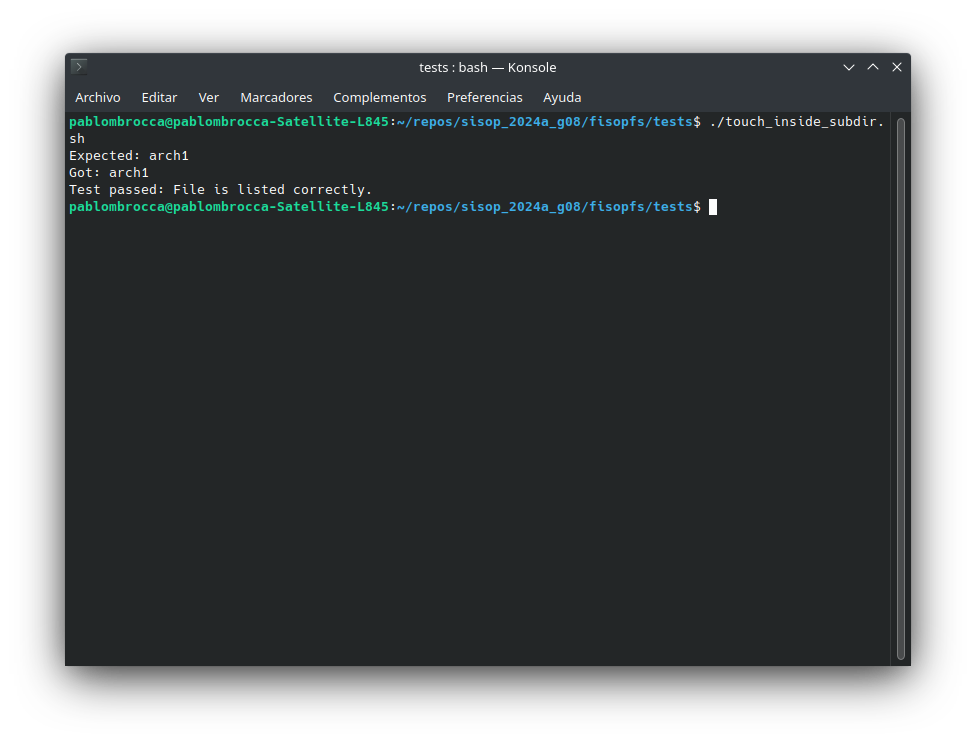 tests : bash — Konsole
Archivo Editar Ver Marcadores Complementos Preferencias Ayuda
pablombrocca@pablombrocca-Satellite-L845:~/repos/sisop_2024a_g08/fisopfs/tests$ ./touch_inside_subdir.
sh
Expected: arch1
Got: arch1
Test passed: File is listed correctly.
pablombrocca@pablombrocca-Satellite-L845:~/repos/sisop_2024a_g08/fisopfs/tests$